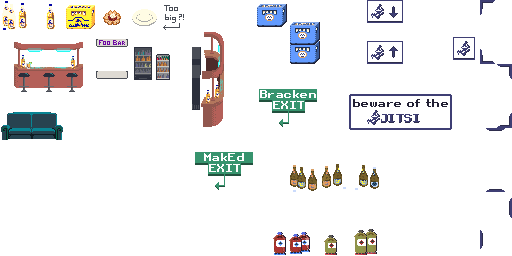 Too
big?!
FOO BAR
Bracken
EXIT
beware of the
JITSI
MakEd
EXIT